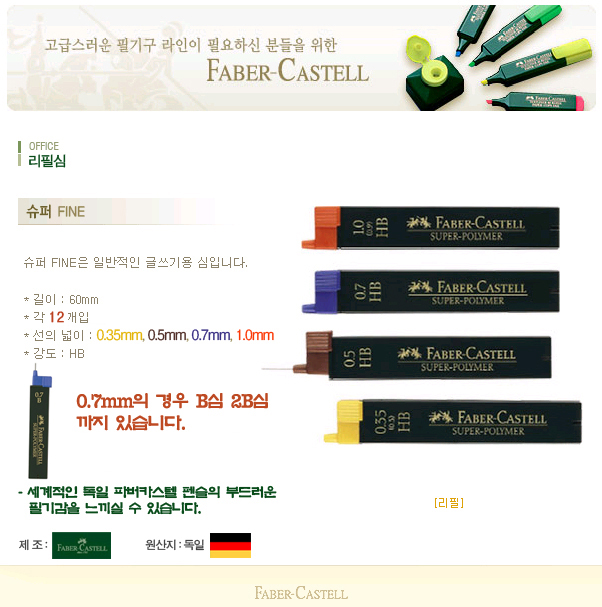 고급스러운 필기구 라인이 필요하신 분들을 위한
FABER-CASTELL
OFFICE
리필심
슈퍼 FINE
슈퍼 FINE은 일반적인 글쓰기용 심입니다.
* 길이 : 60mm
* 각 12 개입
* 선의 넓이 : 0.35mm, 0.5mm, 0.7mm, 1.0mm
* 강도 : HB
0.7mm의 경우 B심 2B심
까지 있습니다.
0.7
B
FABER-CASTELL
SUPER-POLYMER
- 세계적인 독일 파버카스텔 펜슬의 부드러운
필기감을 느끼실 수 있습니다.
제 조 : FABER-CASTELL 원산지 : 독일
1.0
(0.9)
HB
FABER-CASTELL
SUPER-POLYMER
0.7
HB
FABER-CASTELL
SUPER-POLYMER
0.5
HB
FABER-CASTELL
SUPER-POLYMER
0.35
HB
FABER-CASTELL
SUPER-POLYMER
[리필]
FABER-CASTELL